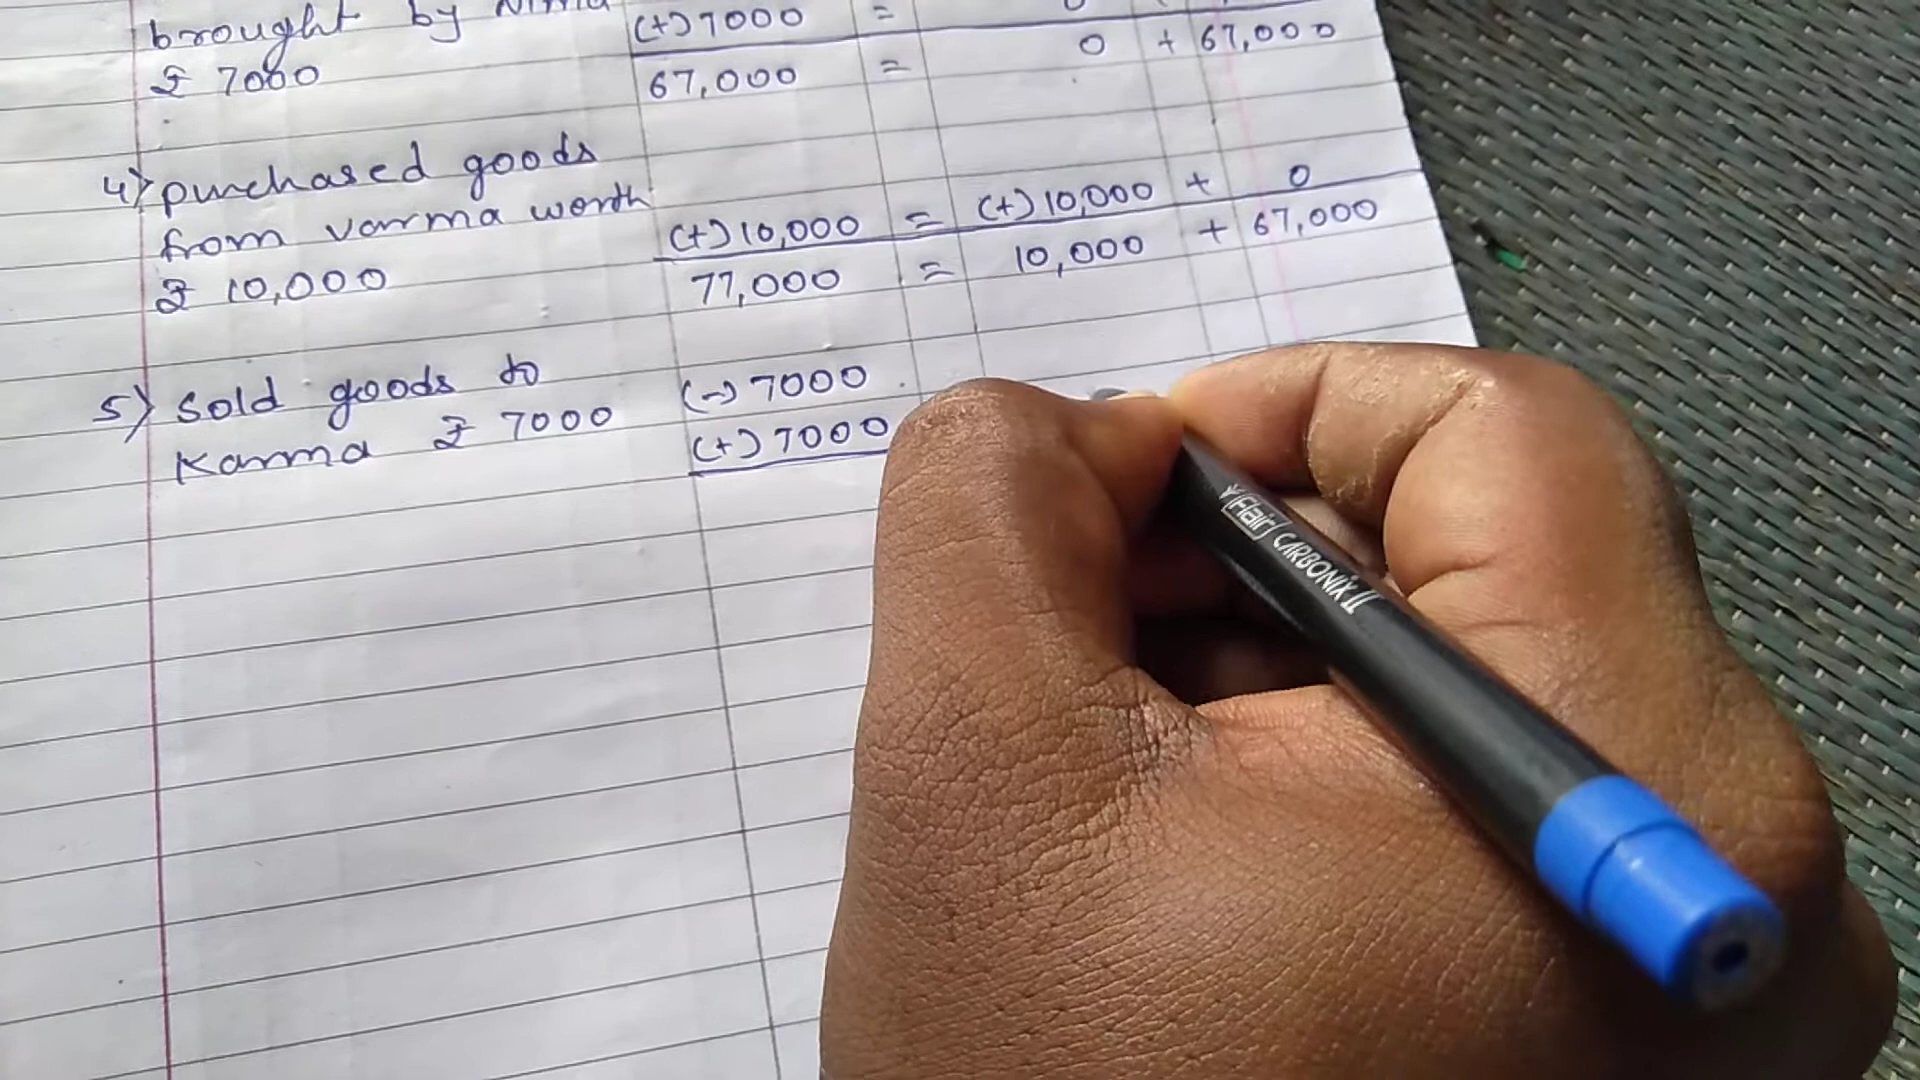 brought by (+) 7000 =
₹ 7000 67,000 = 0 + 67,000
4) purchased goods
from varma worth (+) 10,000 = (+) 10,000 + 0
₹ 10,000 77,000 = 10,000 + 67,000
5) Sold goods to (-) 7000
Karma ₹ 7000 (+) 7000
Flair CARBONIX II